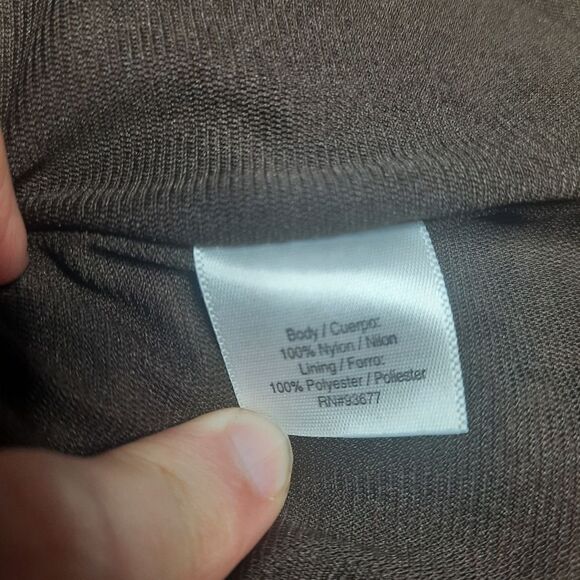 Body / Cuerpo:
100% Nylon / Nilon
Lining / Forro:
100% Polyester / Poliester
RN#93677